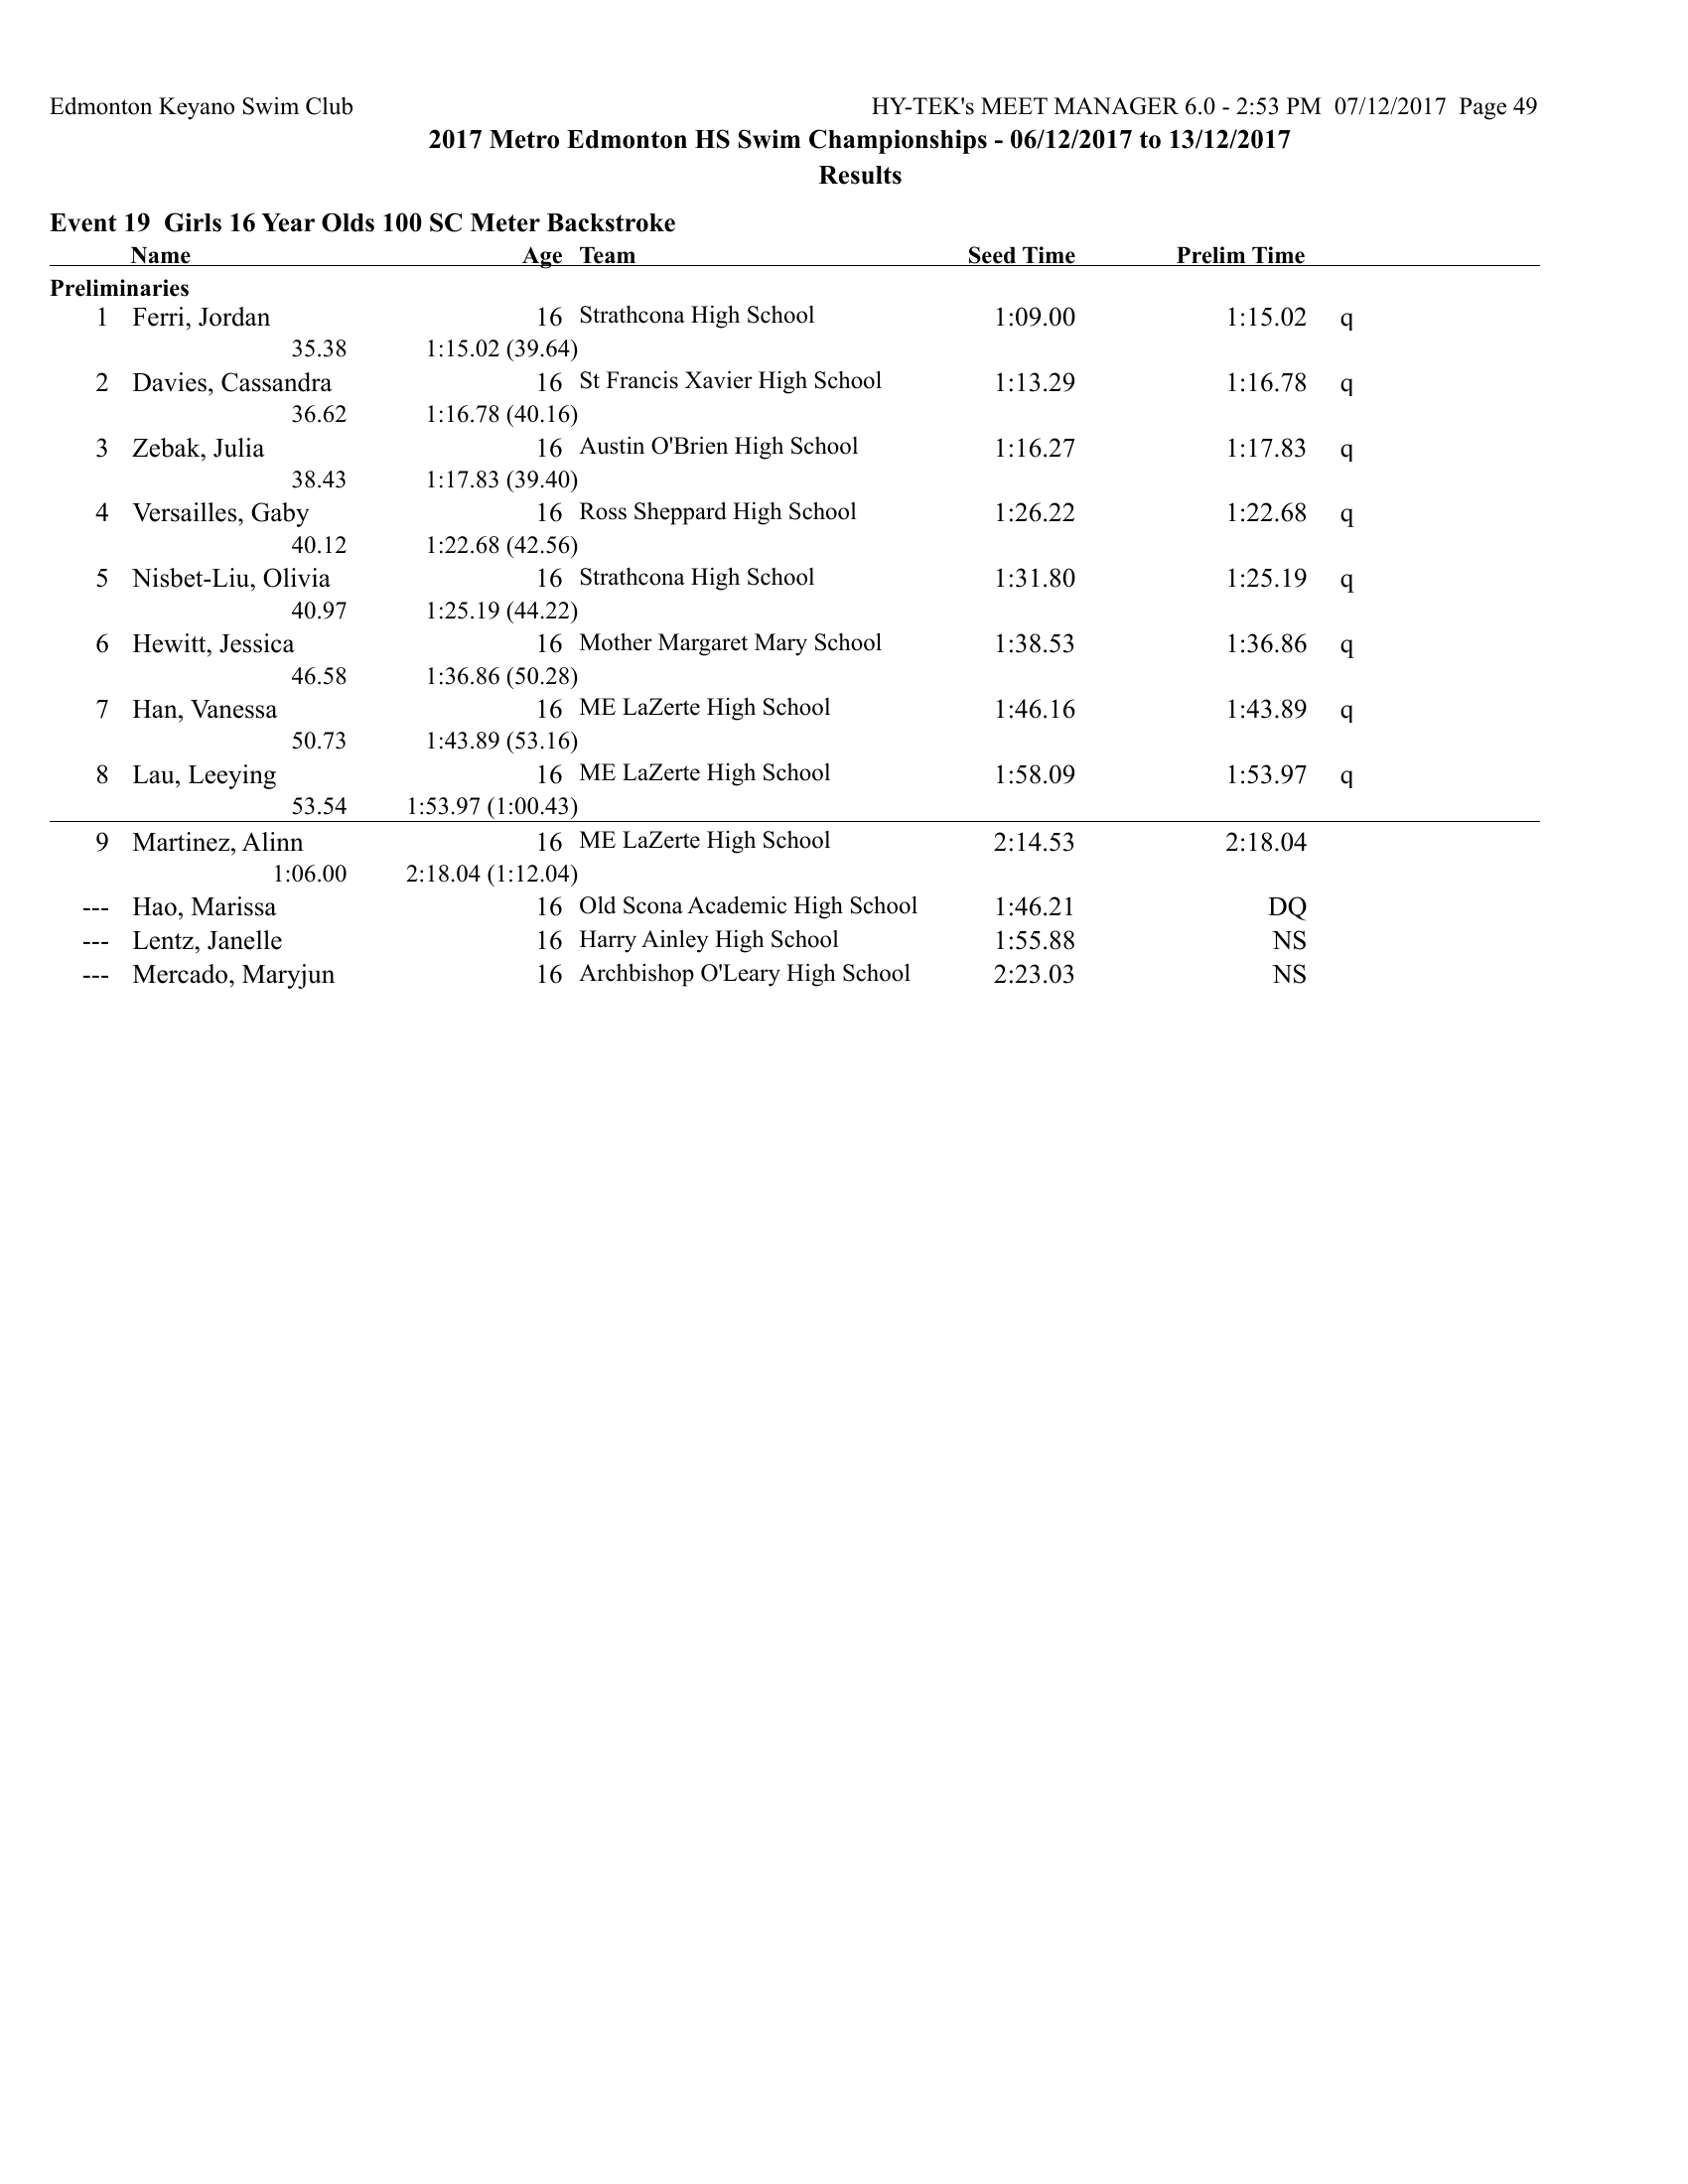 Edmonton Keyano Swim Club HY-TEK's MEET MANAGER 6.0 - 2:53 PM 07/12/2017 Page 49
2017 Metro Edmonton HS Swim Championships - 06/12/2017 to 13/12/2017
Results
Event 19 Girls 16 Year Olds 100 SC Meter Backstroke
Name Age Team Seed Time Prelim Time
Preliminaries
1 Ferri, Jordan 16 Strathcona High School 1:09.00 1:15.02 q
35.38 1:15.02 (39.64)
2 Davies, Cassandra 16 St Francis Xavier High School 1:13.29 1:16.78 q
36.62 1:16.78 (40.16)
3 Zebak, Julia 16 Austin O'Brien High School 1:16.27 1:17.83 q
38.43 1:17.83 (39.40)
4 Versailles, Gaby 16 Ross Sheppard High School 1:26.22 1:22.68 q
40.12 1:22.68 (42.56)
5 Nisbet-Liu, Olivia 16 Strathcona High School 1:31.80 1:25.19 q
40.97 1:25.19 (44.22)
6 Hewitt, Jessica 16 Mother Margaret Mary School 1:38.53 1:36.86 q
46.58 1:36.86 (50.28)
7 Han, Vanessa 16 ME LaZerte High School 1:46.16 1:43.89 q
50.73 1:43.89 (53.16)
8 Lau, Leeying 16 ME LaZerte High School 1:58.09 1:53.97 q
53.54 1:53.97 (1:00.43)
9 Martinez, Alinn 16 ME LaZerte High School 2:14.53 2:18.04
1:06.00 2:18.04 (1:12.04)
--- Hao, Marissa 16 Old Scona Academic High School 1:46.21 DQ
--- Lentz, Janelle 16 Harry Ainley High School 1:55.88 NS
--- Mercado, Maryjun 16 Archbishop O'Leary High School 2:23.03 NS